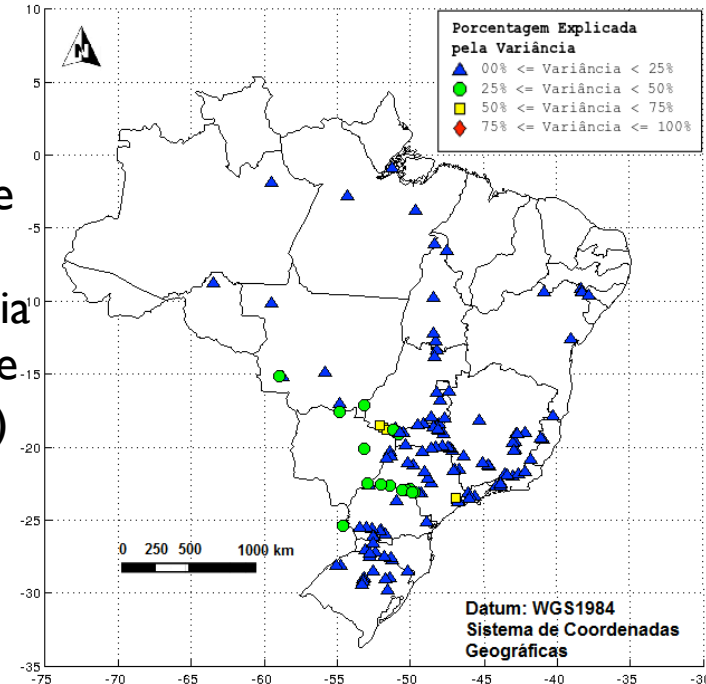 10
5
0
-5
-10
-15
-20
-25
-30
-35
-75
-70
-65
-60
-55
-50
-45
-40
-35
-30
N
Porcentagem Explicada
pela Variância
00% <= Variância < 25%
25% <= Variância < 50%
50% <= Variância < 75%
75% <= Variância <= 100%
e
ia
e
)
0 250 500 1000 km
Datum: WGS1984
Sistema de Coordenadas
Geográficas